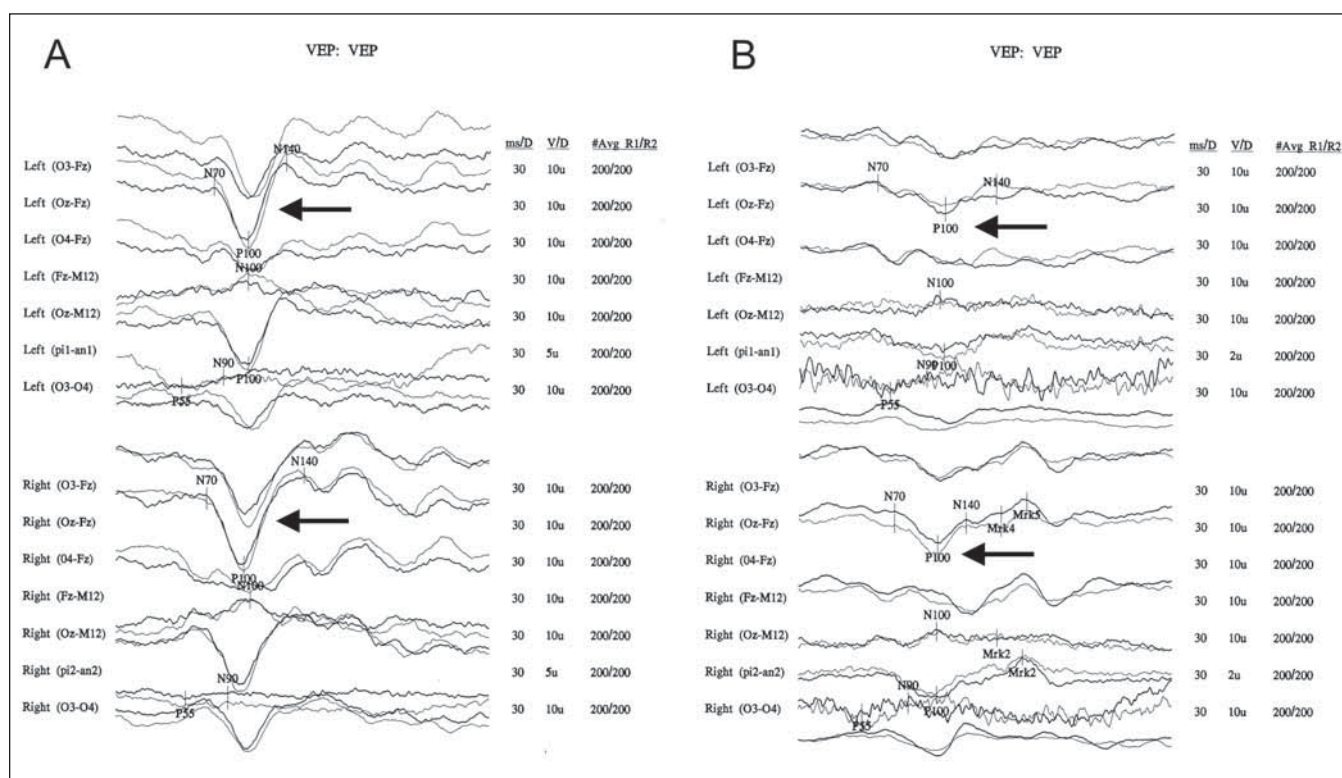 A
VEP: VEP
ms/D V/D #Avg R1/R2
N140
Left (O3-Fz) 30 10u 200/200
N70
Left (Oz-Fz) 30 10u 200/200
Left (O4-Fz) 30 10u 200/200
P100
N100
Left (Fz-M12) 30 10u 200/200
Left (Oz-M12) 30 10u 200/200
Left (pi1-an1) 30 5u 200/200
N90
P100
Left (O3-O4) 30 10u 200/200
P55
N140
Right (O3-Fz) 30 10u 200/200
N70
Right (Oz-Fz) 30 10u 200/200
Right (04-Fz) 30 10u 200/200
P100
N100
Right (Fz-M12) 30 10u 200/200
Right (Oz-M12) 30 10u 200/200
Right (pi2-an2) 30 5u 200/200
N90
Right (O3-O4) 30 10u 200/200
P55
B
VEP: VEP
ms/D V/D #Avg R1/R2
Left (O3-Fz) 30 10u 200/200
N70 N140
Left (Oz-Fz) 30 10u 200/200
P100
Left (O4-Fz) 30 10u 200/200
Left (Fz-M12) 30 10u 200/200
N100
Left (Oz-M12) 30 10u 200/200
Left (pi1-an1) 30 2u 200/200
N90 P100
Left (O3-O4) 30 10u 200/200
P55
Right (O3-Fz) 30 10u 200/200
N70 N140 Mrk5
Right (Oz-Fz) 30 10u 200/200
Mrk4
P100
Right (04-Fz) 30 10u 200/200
Right (Fz-M12) 30 10u 200/200
N100
Right (Oz-M12) 30 10u 200/200
Mrk2
Right (pi2-an2) 30 2u 200/200
Mrk2
N90
P100
Right (O3-O4) 30 10u 200/200
P55